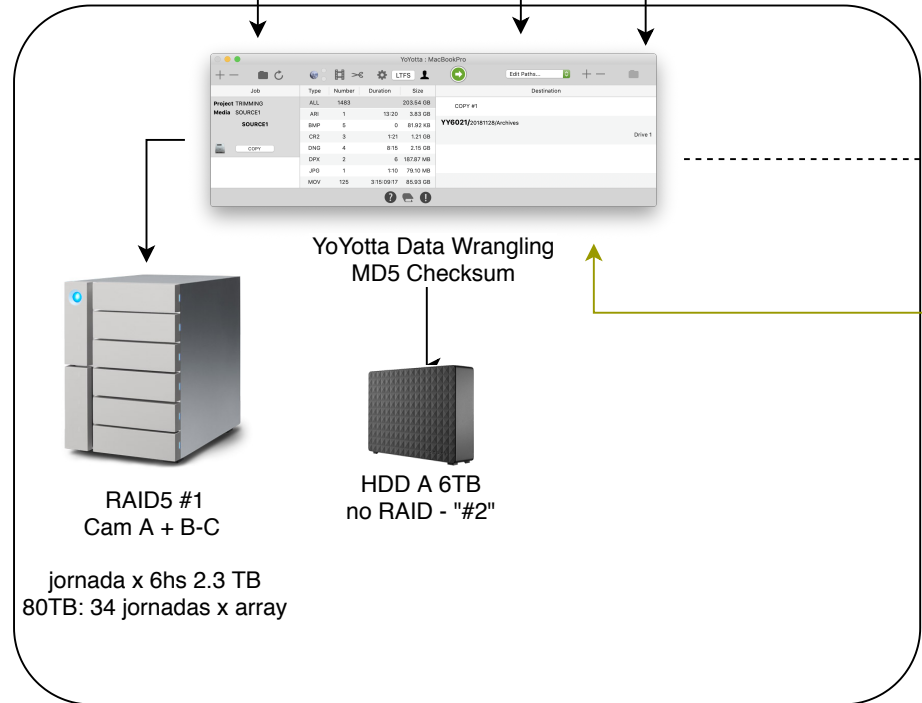 YoYotta : MacBookPro
LTFS
Edit Paths...
Job Type Number Duration Size Destination
Project TRIMMING
Media SOURCE1
SOURCE1
COPY
ALL 1483 203.54 GB
ARI 1 13:20 3.83 GB
BMP 5 0 81.92 KB
CR2 3 1:21 1.21 GB
DNG 4 8:15 2.15 GB
DPX 2 6 187.87 MB
JPG 1 1:10 79.10 MB
MOV 125 3:15:09:17 85.93 GB
COPY #1
YY6021/20181128/Archives
Drive 1
YoYotta Data Wrangling
MD5 Checksum
RAID5 #1
Cam A + B-C
jornada x 6hs 2.3 TB
80TB: 34 jornadas x array
HDD A 6TB
no RAID - "#2"